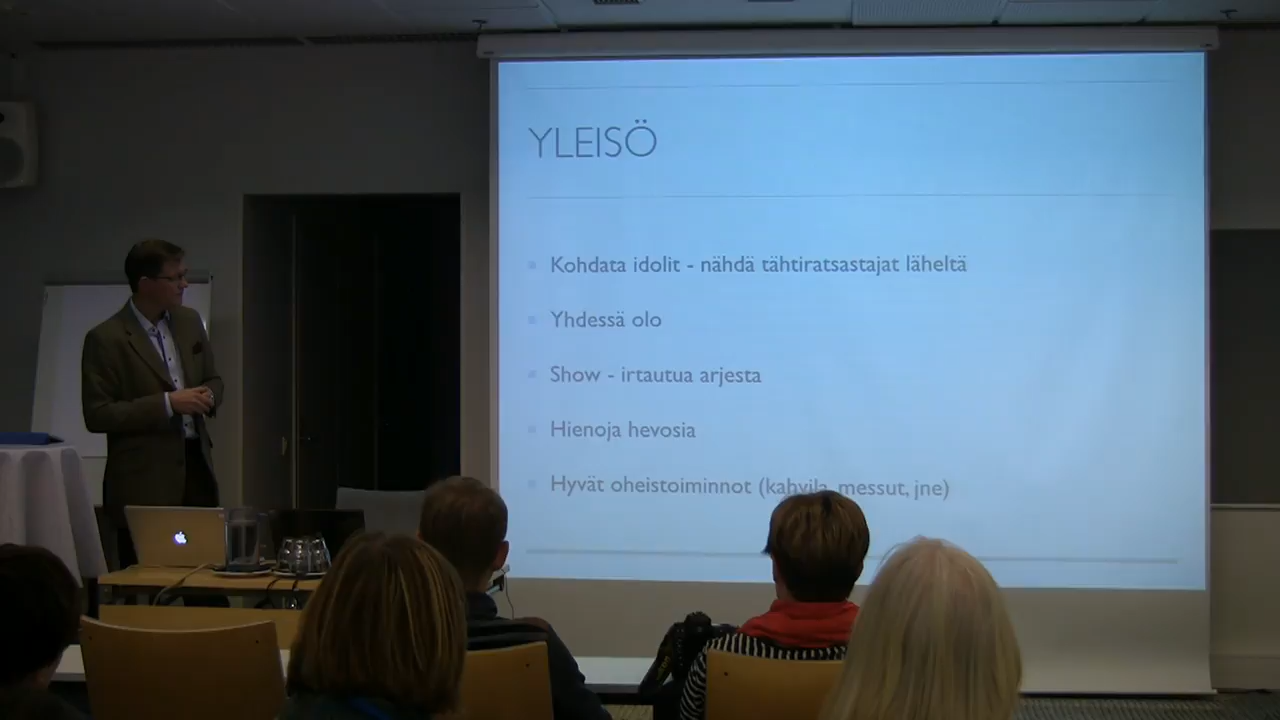 YLEISÖ
Kohdata idolit - nähdä tähtiratsastajat läheltä
Yhdessä olo
Show - irtautua arjesta
Hienoja hevosia
Hyvät oheistoiminnot (kahvila, messut, jne)